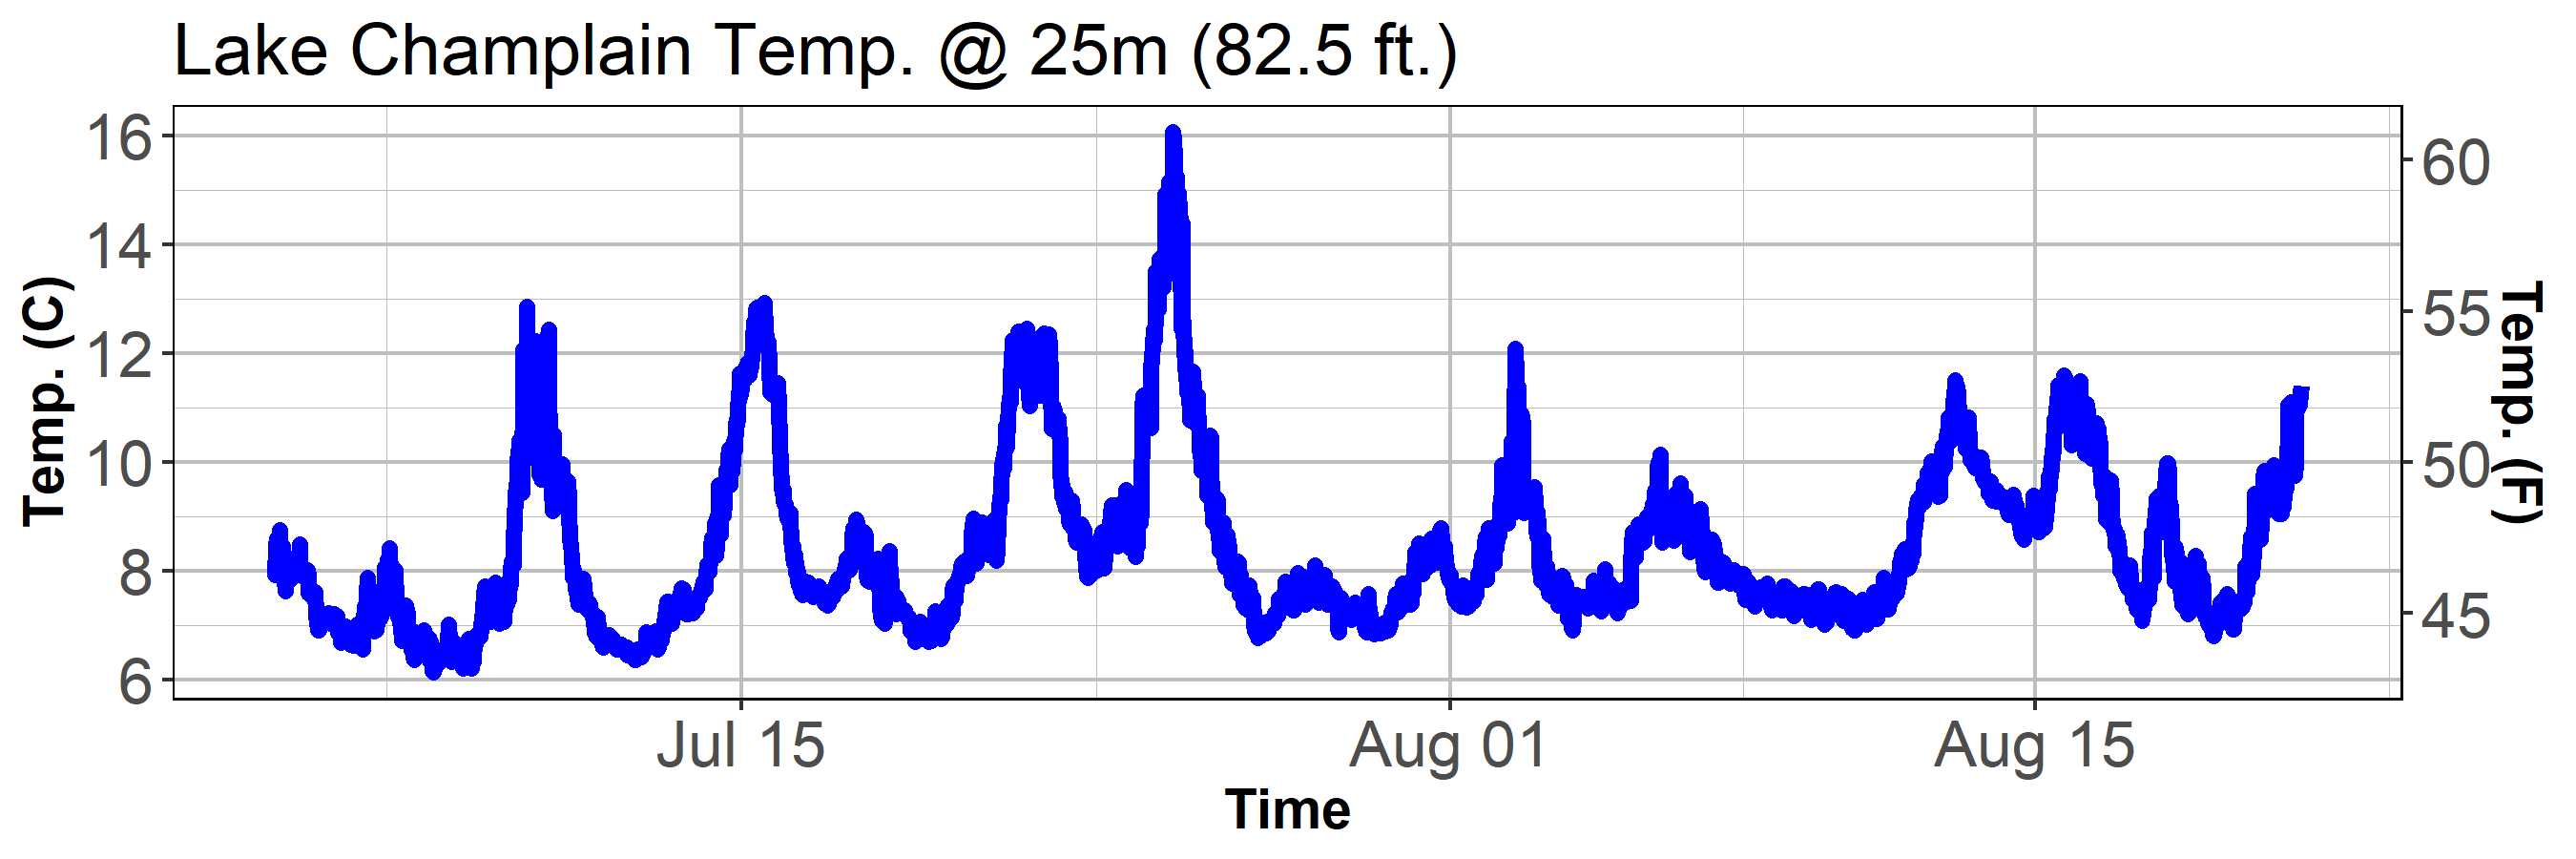 Lake Champlain Temp. @ 25m (82.5 ft.)
Temp. (C)
16
14
12
10
8
6
60
55
50
45
Temp. (F)
Jul 15 Aug 01 Aug 15
Time